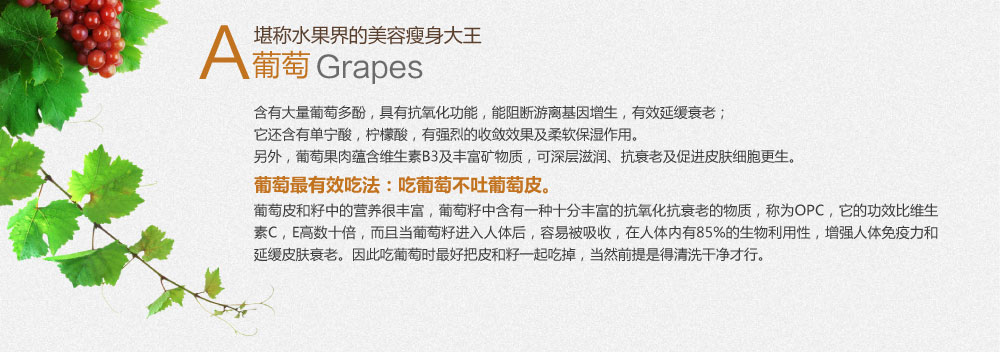 堪称水果界的美容瘦身大王
A 葡萄 Grapes
含有大量葡萄多酚，具有抗氧化功能，能阻断游离基因增生，有效延缓衰老；
它还含有单宁酸，柠檬酸，有强烈的收敛效果及柔软保湿作用。
另外，葡萄果肉蕴含维生素B3及丰富矿物质，可深层滋润、抗衰老及促进皮肤细胞更生。
葡萄最有效吃法：吃葡萄不吐葡萄皮。
葡萄皮和籽中的营养很丰富，葡萄籽中含有一种十分丰富的抗氧化抗衰老的物质，称为OPC，它的功效比维生
素C，E高数十倍，而且当葡萄籽进入人体后，容易被吸收，在人体内有85%的生物利用性，增强人体免疫力和
延缓皮肤衰老。因此吃葡萄时最好把皮和籽一起吃掉，当然前提是得清洗干净才行。